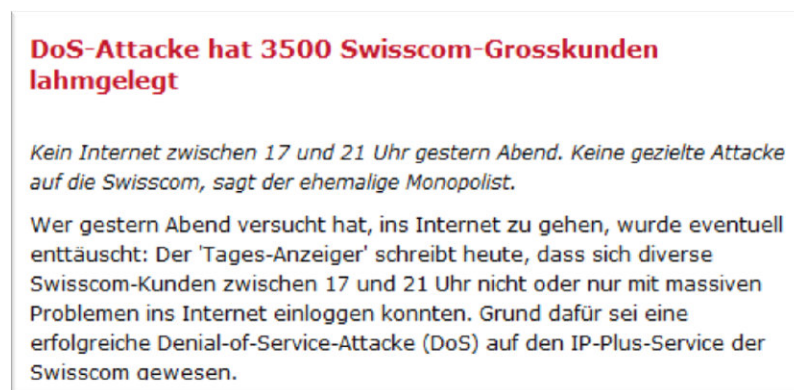 DoS-Attacke hat 3500 Swisscom-Grosskunden
lahmgelegt
Kein Internet zwischen 17 und 21 Uhr gestern Abend. Keine gezielte Attacke
auf die Swisscom, sagt der ehemalige Monopolist.
Wer gestern Abend versucht hat, ins Internet zu gehen, wurde eventuell
enttäuscht: Der 'Tages-Anzeiger' schreibt heute, dass sich diverse
Swisscom-Kunden zwischen 17 und 21 Uhr nicht oder nur mit massiven
Problemen ins Internet einloggen konnten. Grund dafür sei eine
erfolgreiche Denial-of-Service-Attacke (DoS) auf den IP-Plus-Service der
Swisscom gewesen.